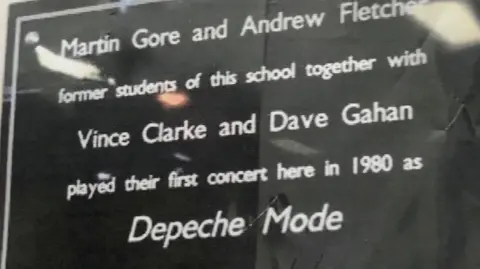 Martin Gore and Andrew Fletcher
former students of this school together with
Vince Clarke and Dave Gahan
played their first concert here in 1980 as
Depeche Mode